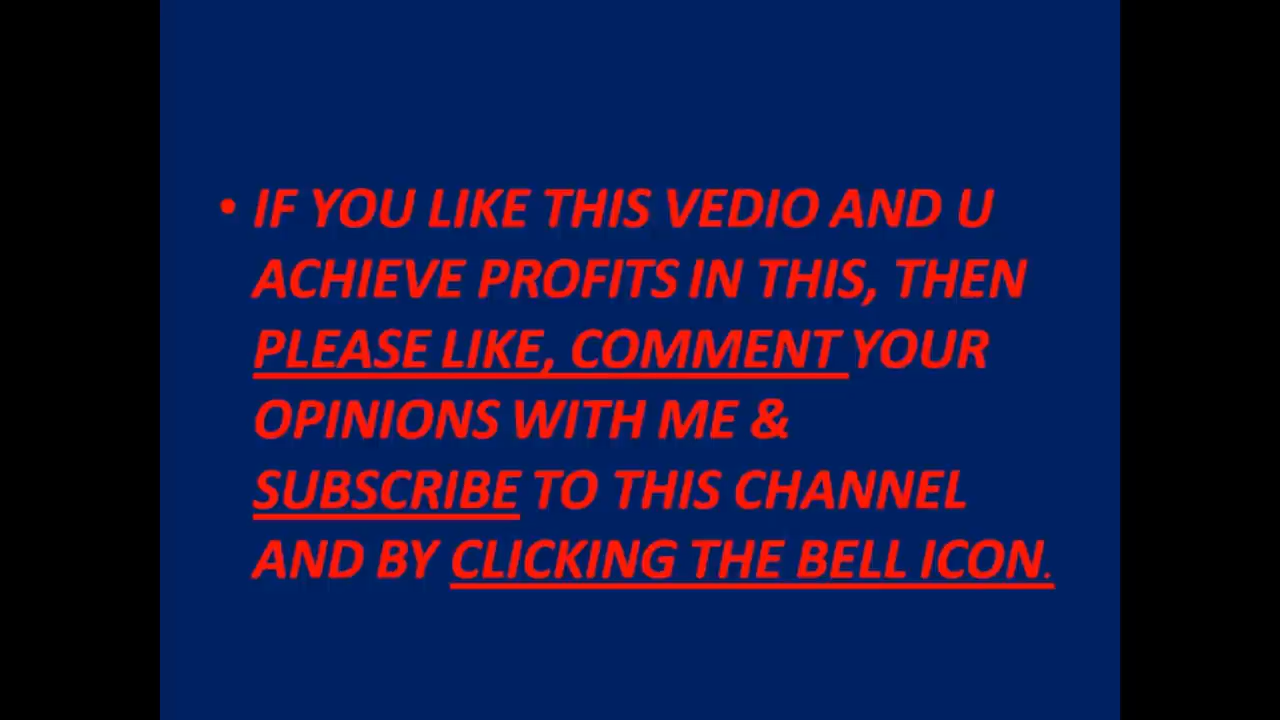 • IF YOU LIKE THIS VEDIO AND U
ACHIEVE PROFITS IN THIS, THEN
PLEASE LIKE, COMMENT YOUR
OPINIONS WITH ME &
SUBSCRIBE TO THIS CHANNEL
AND BY CLICKING THE BELL ICON.